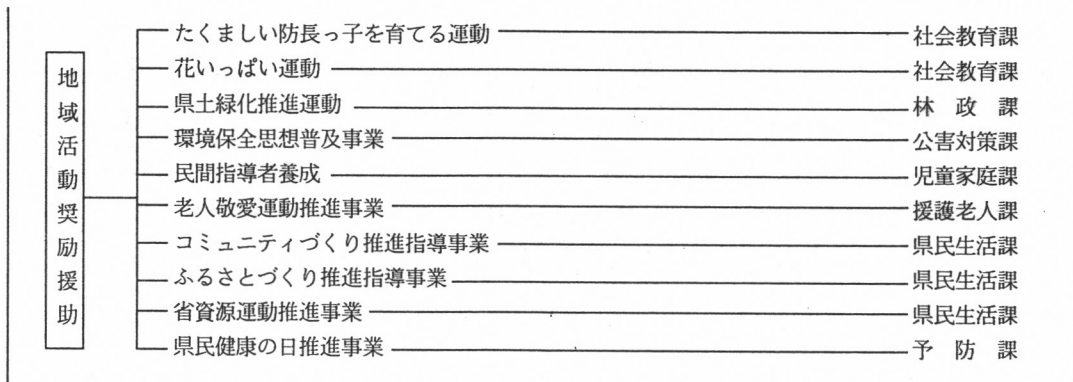 地域活動奨励援助
たくましい防長っ子を育てる運動 社会教育課
花いっぱい運動 社会教育課
県土緑化推進運動 林政課
環境保全思想普及事業 公害対策課
民間指導者養成 児童家庭課
老人敬愛運動推進事業 援護老人課
コミュニティづくり推進指導事業 県民生活課
ふるさとづくり推進指導事業 県民生活課
省資源運動推進事業 県民生活課
県民健康の日推進事業 予防課